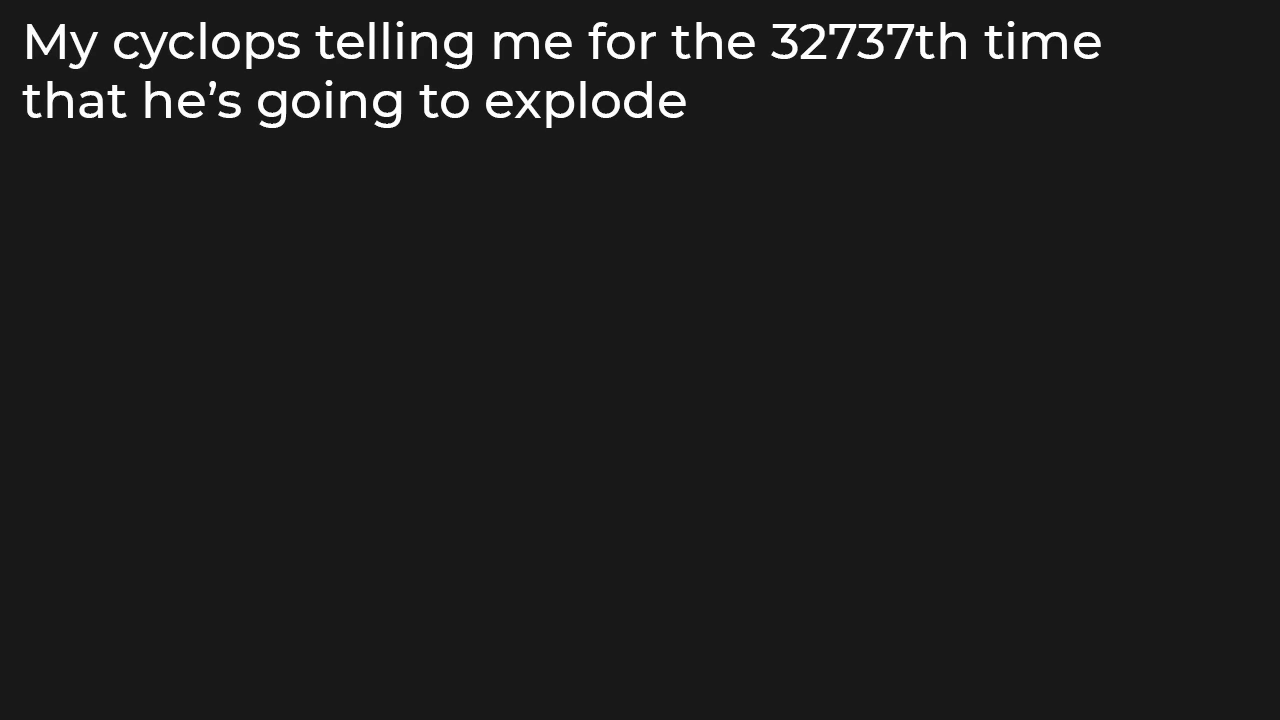 My cyclops telling me for the 32737th time
that he’s going to explode